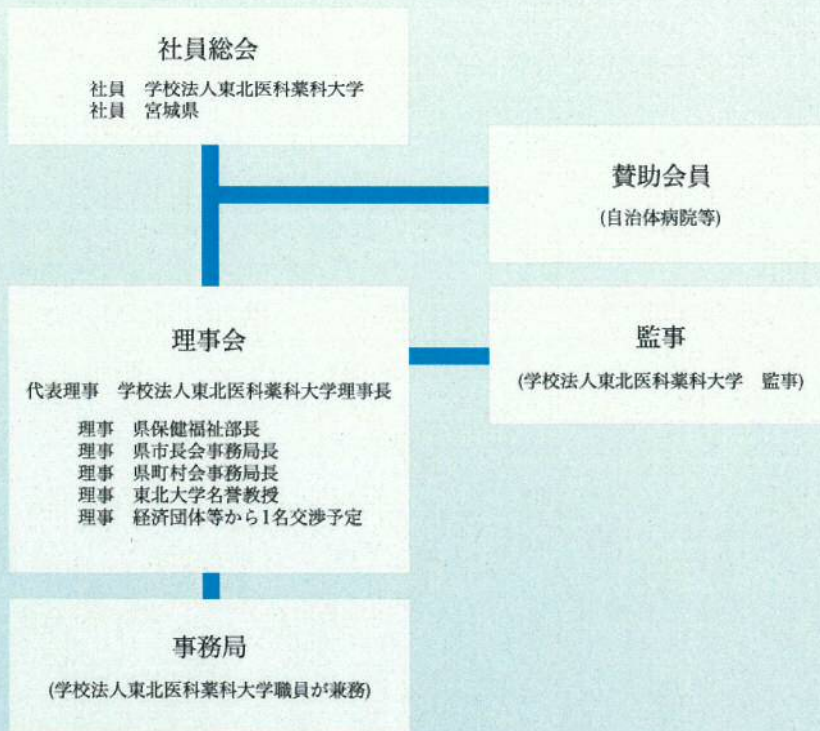 社員総会
社員　学校法人東北医科薬科大学
社員　宮城県
賛助会員
(自治体病院等)
理事会
代表理事　学校法人東北医科薬科大学理事長
理事　県保健福祉部長
理事　県市長会事務局長
理事　県町村会事務局長
理事　東北大学名誉教授
理事　経済団体等から1名交渉予定
監事
(学校法人東北医科薬科大学　監事)
事務局
(学校法人東北医科薬科大学職員が兼務)